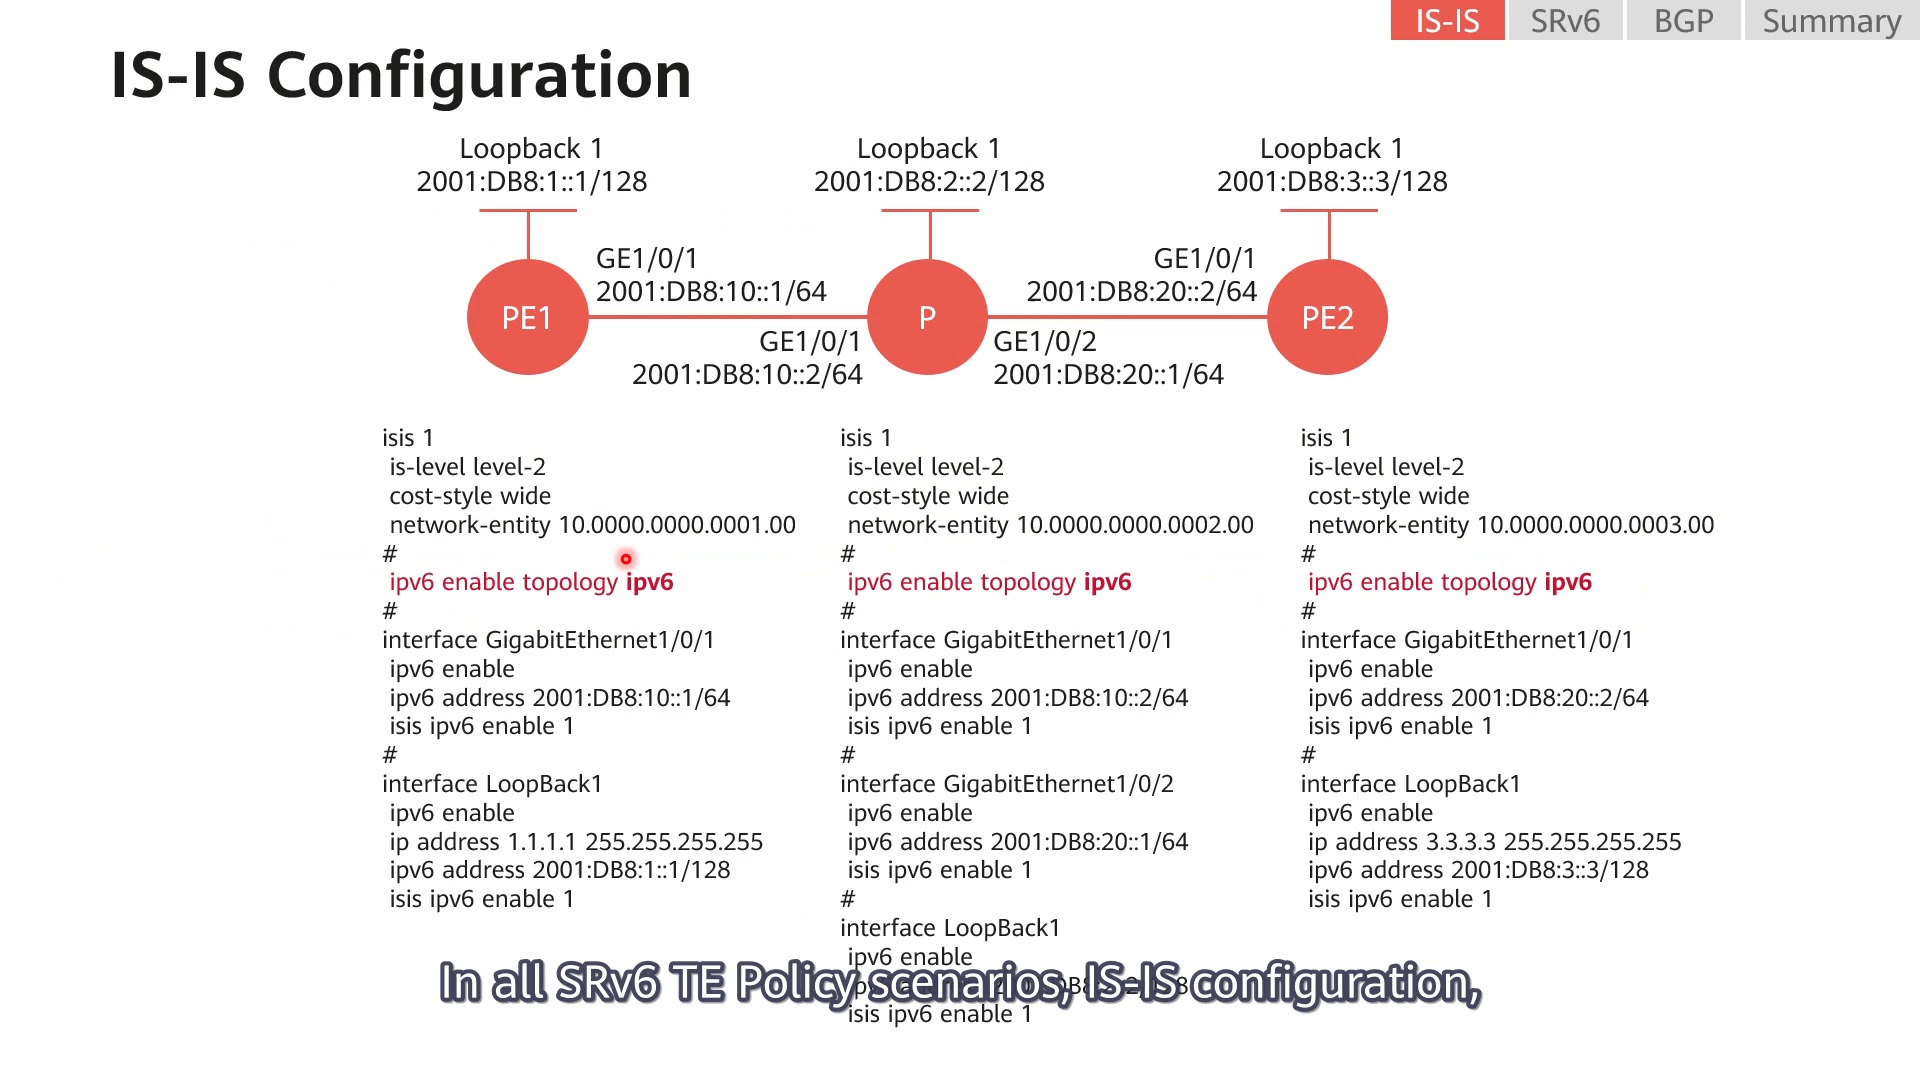 IS-IS
SRv6
BGP
Summary
IS-IS Configuration
Loopback 1
2001:DB8:1::1/128
Loopback 1
2001:DB8:2::2/128
Loopback 1
2001:DB8:3::3/128
GE1/0/1
2001:DB8:10::1/64
GE1/0/1
2001:DB8:20::2/64
PE1
P
PE2
GE1/0/1
2001:DB8:10::2/64
GE1/0/2
2001:DB8:20::1/64
isis 1
is-level level-2
cost-style wide
network-entity 10.0000.0000.0001.00
#
ipv6 enable topology ipv6
#
interface GigabitEthernet1/0/1
ipv6 enable
ipv6 address 2001:DB8:10::1/64
isis ipv6 enable 1
#
interface LoopBack1
ipv6 enable
ip address 1.1.1.1 255.255.255.255
ipv6 address 2001:DB8:1::1/128
isis ipv6 enable 1
isis 1
is-level level-2
cost-style wide
network-entity 10.0000.0000.0002.00
#
ipv6 enable topology ipv6
#
interface GigabitEthernet1/0/1
ipv6 enable
ipv6 address 2001:DB8:10::2/64
isis ipv6 enable 1
#
interface GigabitEthernet1/0/2
ipv6 enable
ipv6 address 2001:DB8:20::1/64
isis ipv6 enable 1
#
interface LoopBack1
ipv6 enable
isis ipv6 enable 1
isis 1
is-level level-2
cost-style wide
network-entity 10.0000.0000.0003.00
#
ipv6 enable topology ipv6
#
interface GigabitEthernet1/0/1
ipv6 enable
ipv6 address 2001:DB8:20::2/64
isis ipv6 enable 1
#
interface LoopBack1
ipv6 enable
ip address 3.3.3.3 255.255.255.255
ipv6 address 2001:DB8:3::3/128
isis ipv6 enable 1
In all SRv6 TE Policy scenarios, IS-IS configuration,